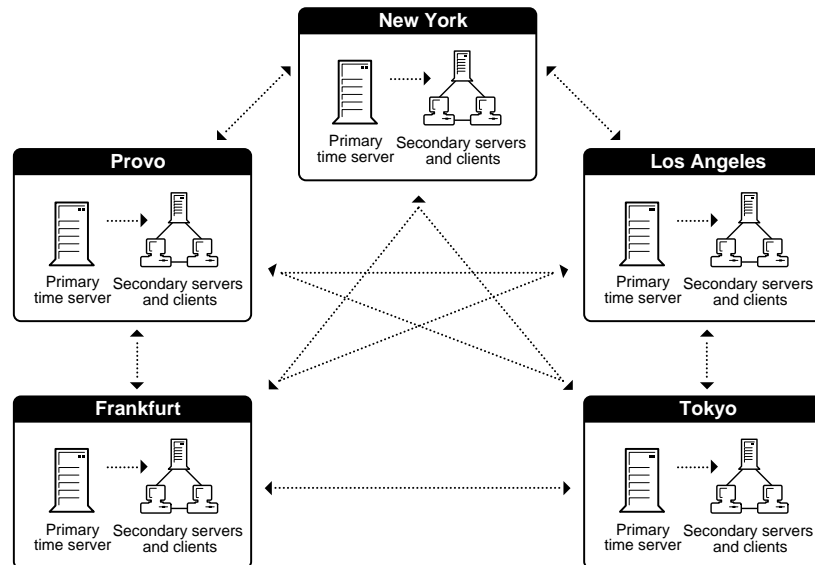 New York
Primary
time server
Secondary servers
and clients
Provo
Primary
time server
Secondary servers
and clients
Los Angeles
Primary
time server
Secondary servers
and clients
Frankfurt
Primary
time server
Secondary servers
and clients
Tokyo
Primary
time server
Secondary servers
and clients